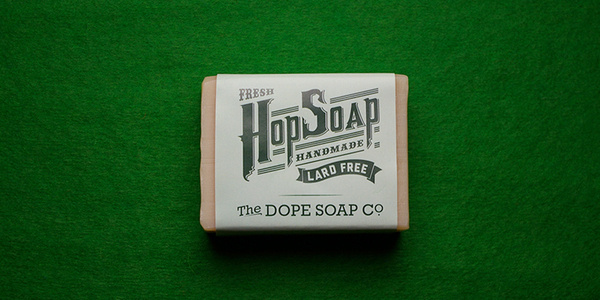 FRESH
HopSoap
HANDMADE
LARD FREE
The DOPE SOAP Co